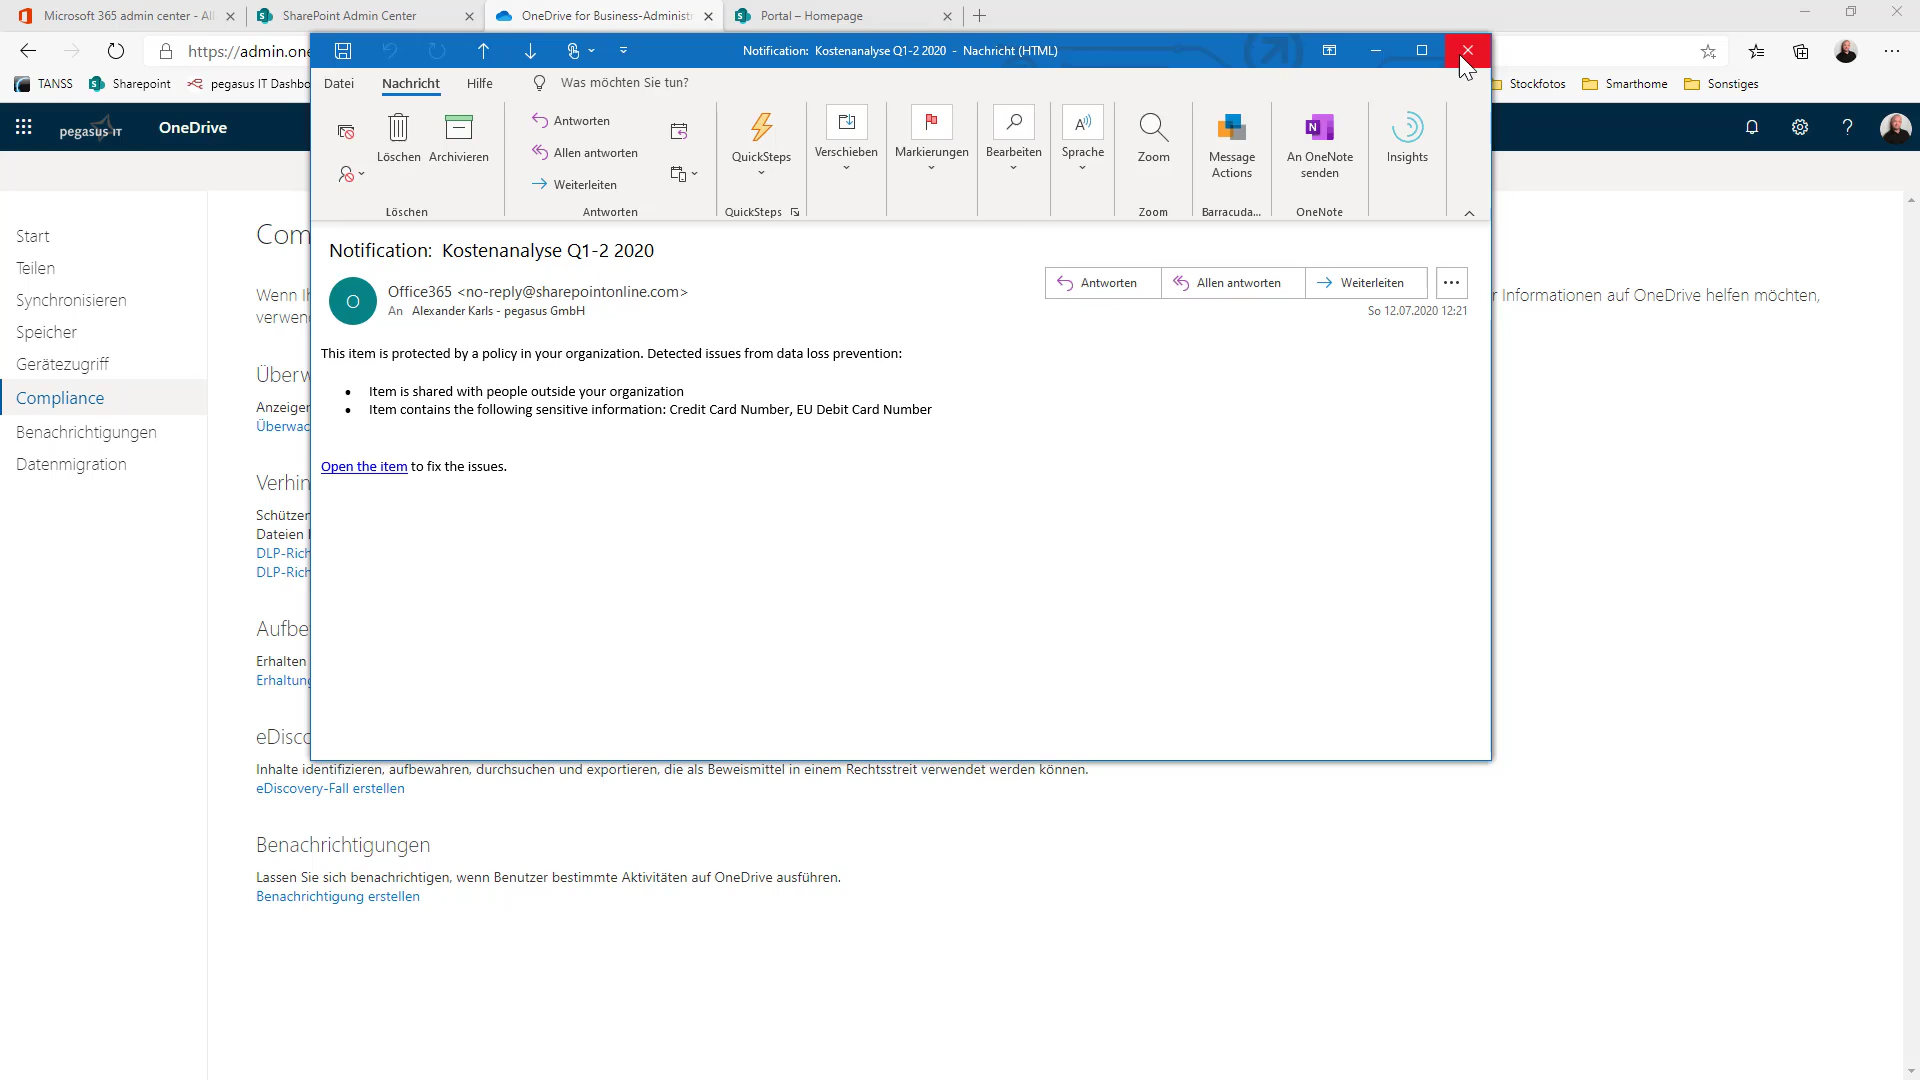 Microsoft 365 admin center - Al
SharePoint Admin Center
OneDrive for Business-Administ
Portal – Homepage
https://admin.one
Notification: Kostenanalyse Q1-2 2020 - Nachricht (HTML)
TANSS
Sharepoint
pegasus IT Dashbo
Stockfotos
Smarthome
Sonstiges
Datei
Nachricht
Hilfe
Was möchten Sie tun?
pegasus IT
OneDrive
Löschen
Archivieren
Antworten
Allen antworten
Weiterleiten
QuickSteps
Verschieben
Markierungen
Bearbeiten
Sprache
Zoom
Message
Actions
An OneNote
senden
Insights
Löschen
Antworten
QuickSteps
Zoom
Barracuda...
OneNote
Start
Teilen
Synchronisieren
Speicher
Gerätezugriff
Compliance
Benachrichtigungen
Datenmigration
Com
Wenn Ih
r Informationen auf OneDrive helfen möchten,
verwen
Überw
Anzeigen
Überwac
Verhin
Schützen
Dateien
DLP-Rich
DLP-Rich
Aufbe
Erhalten
Erhaltung
eDisco
Inhalte identifizieren, aufbewahren, durchsuchen und exportieren, die als Beweismittel in einem Rechtsstreit verwendet werden können.
eDiscovery-Fall erstellen
Benachrichtigungen
Lassen Sie sich benachrichtigen, wenn Benutzer bestimmte Aktivitäten auf OneDrive ausführen.
Benachrichtigung erstellen
Notification: Kostenanalyse Q1-2 2020
O
Office365 <no-reply@sharepointonline.com>
An Alexander Karls - pegasus GmbH
Antworten
Allen antworten
Weiterleiten
So 12.07.2020 12:21
This item is protected by a policy in your organization. Detected issues from data loss prevention:
• Item is shared with people outside your organization
• Item contains the following sensitive information: Credit Card Number, EU Debit Card Number
Open the item to fix the issues.